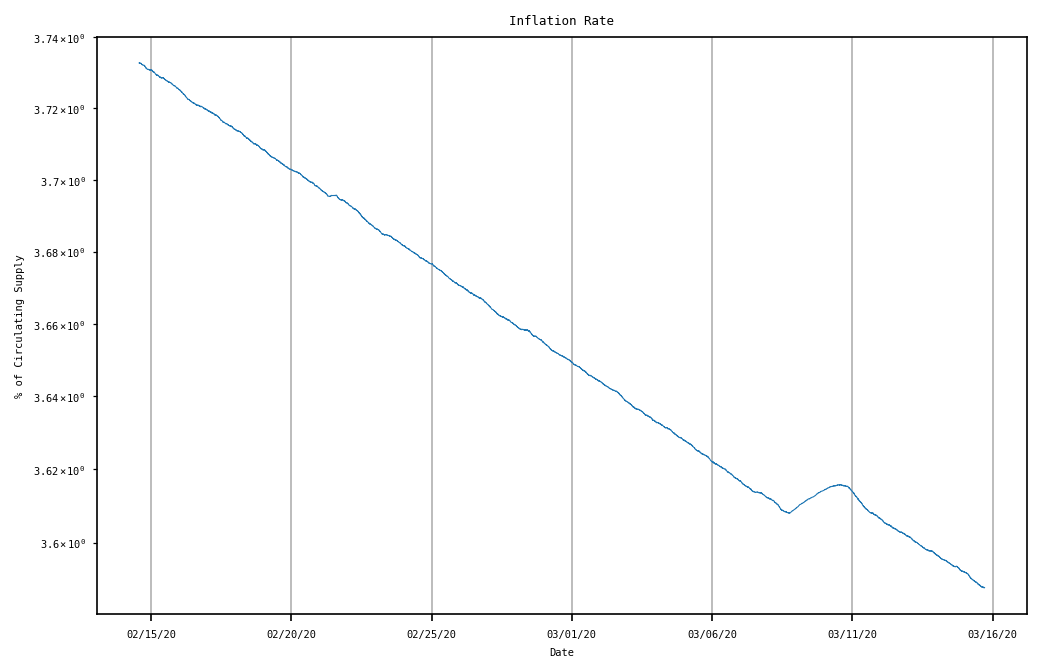 Inflation Rate
3.74×10⁰
3.72×10⁰
3.7×10⁰
3.68×10⁰
3.66×10⁰
3.64×10⁰
3.62×10⁰
3.6×10⁰
% of Circulating Supply
02/15/20 02/20/20 02/25/20 03/01/20 03/06/20 03/11/20 03/16/20
Date